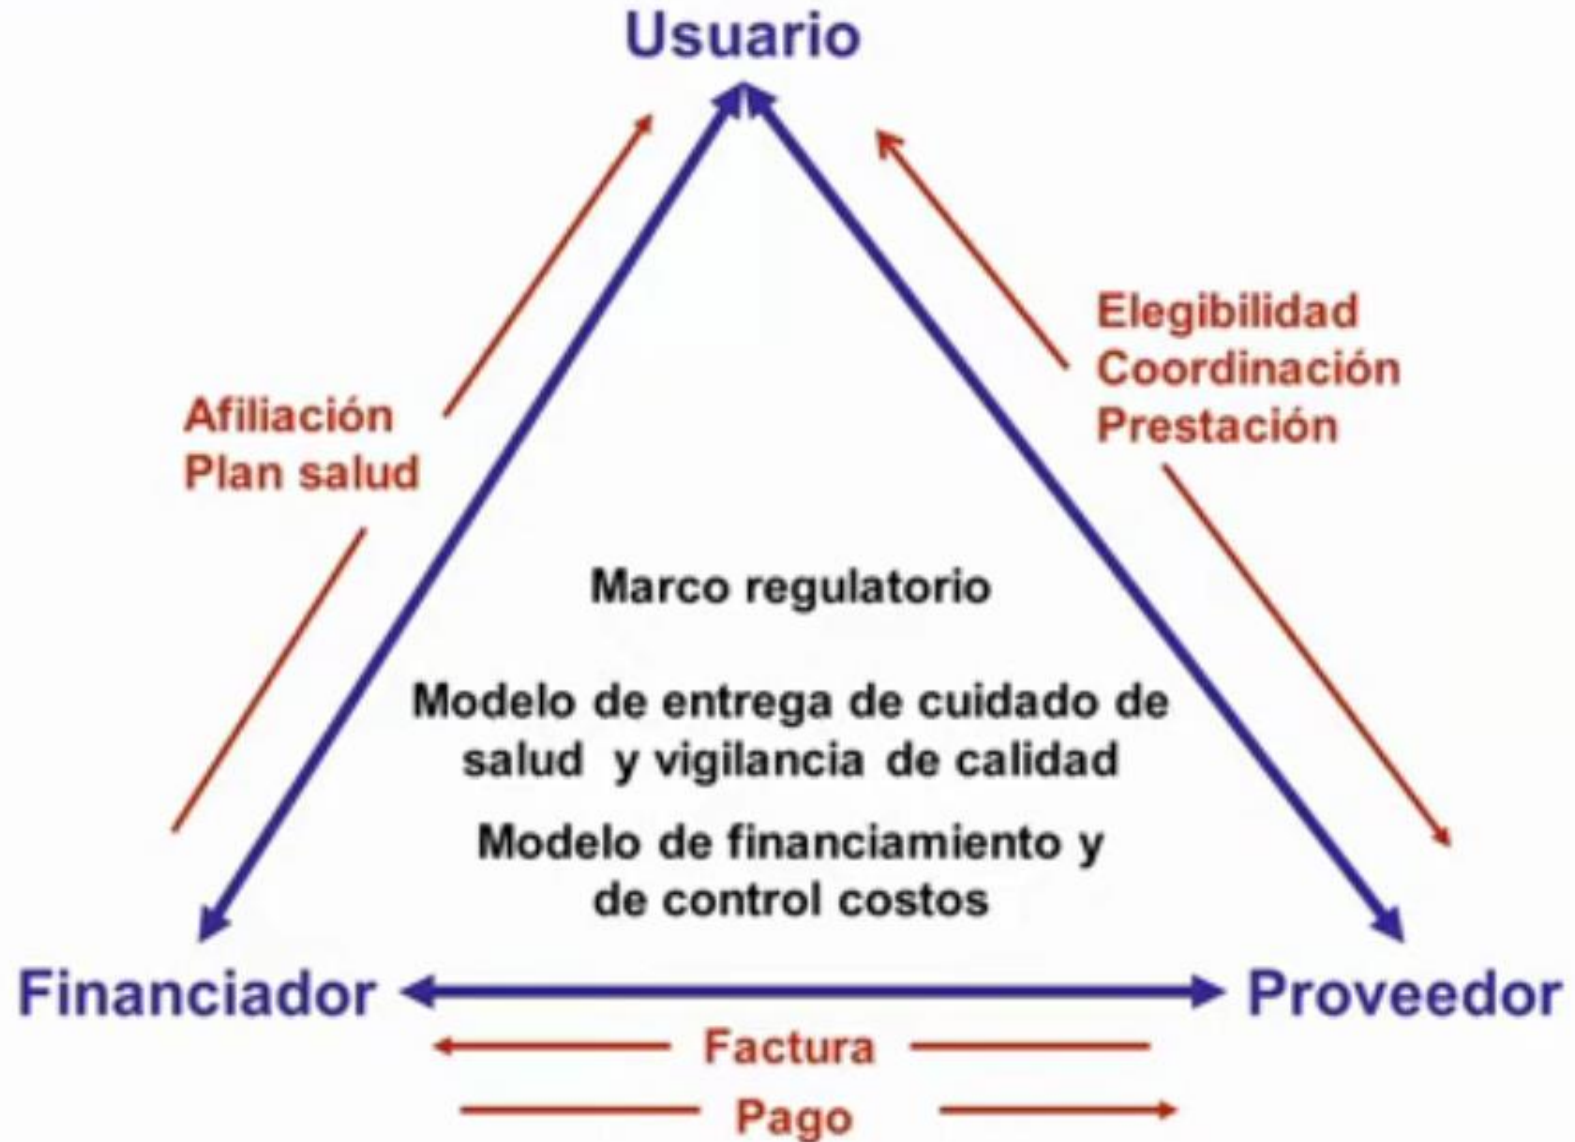 Usuario
Elegibilidad
Coordinación
Prestación
Afiliación
Plan salud
Marco regulatorio
Modelo de entrega de cuidado de
salud y vigilancia de calidad
Modelo de financiamiento y
de control costos
Financiador
Proveedor
Factura
Pago